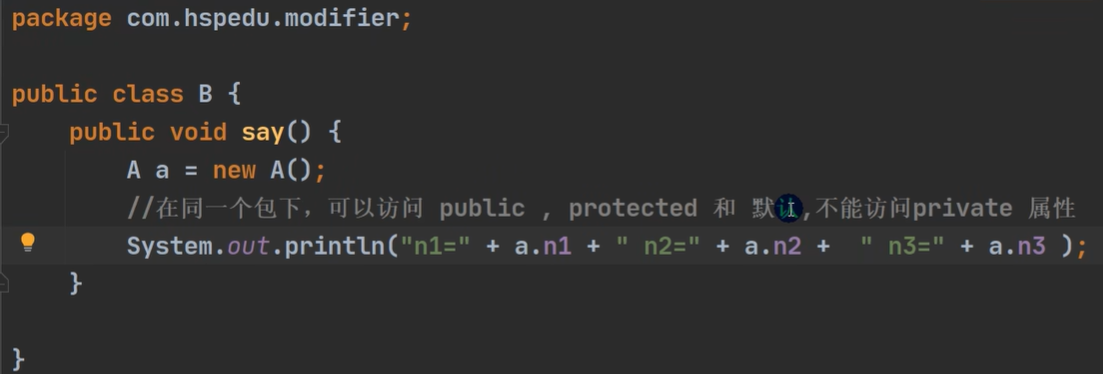 package com.hspedu.modifier;
public class B {
public void say() {
A a = new A();
//在同一个包下，可以访问 public , protected 和 默认,不能访问private 属性
System.out.println("n1=" + a.n1 + " n2=" + a.n2 +  " n3=" + a.n3 );
}
}